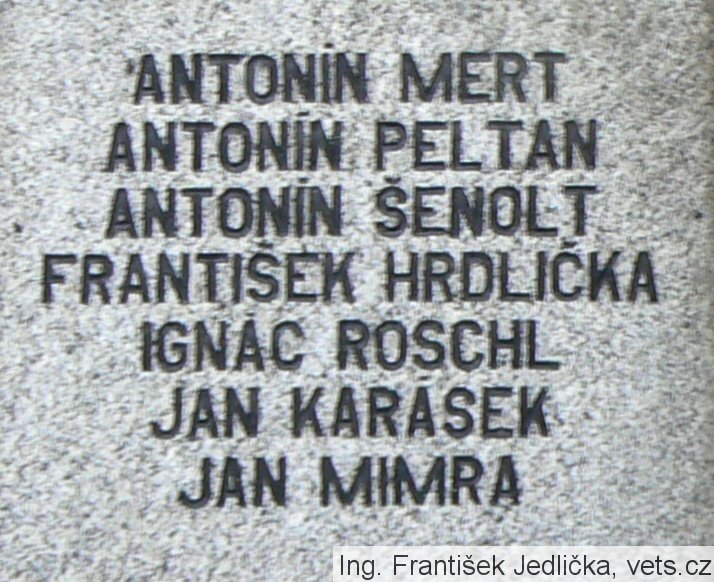 ANTONÍN MERT
ANTONÍN PELTAN
ANTONÍN ŠENOLT
FRANTIŠEK HRDLIČKA
IGNÁC ROSCHL
JAN KARÁSEK
JAN MIMRA
Ing. František Jedlička, vets.cz